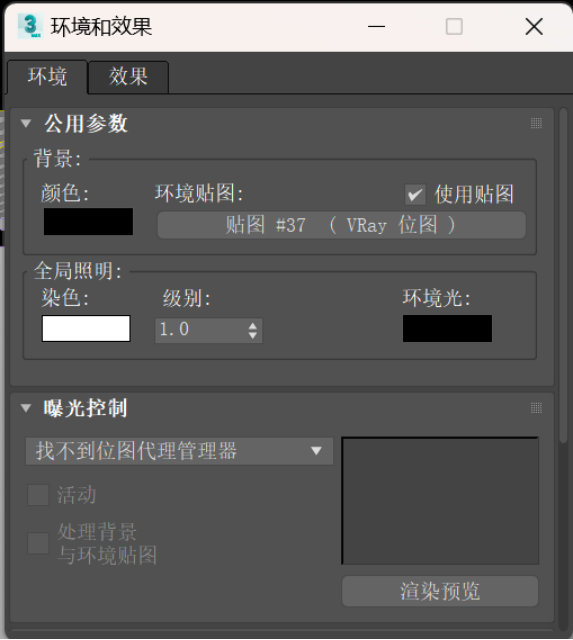 3 MAX 环境和效果
环境 效果
公用参数
背景:
颜色: 环境贴图: 使用贴图
贴图 #37 ( VRay 位图 )
全局照明:
染色: 级别: 环境光:
1.0
曝光控制
找不到位图代理管理器
活动
处理背景
与环境贴图
渲染预览